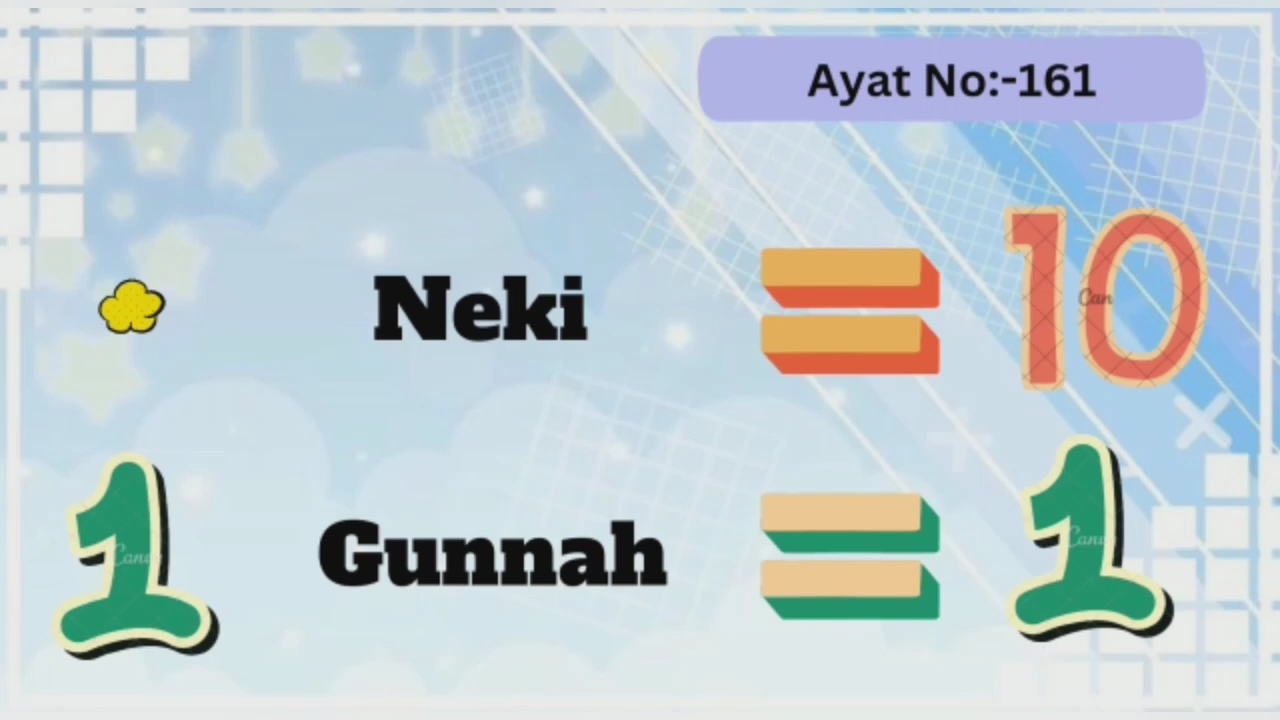 Ayat No:-161
Neki = 10
1 Gunnah = 1